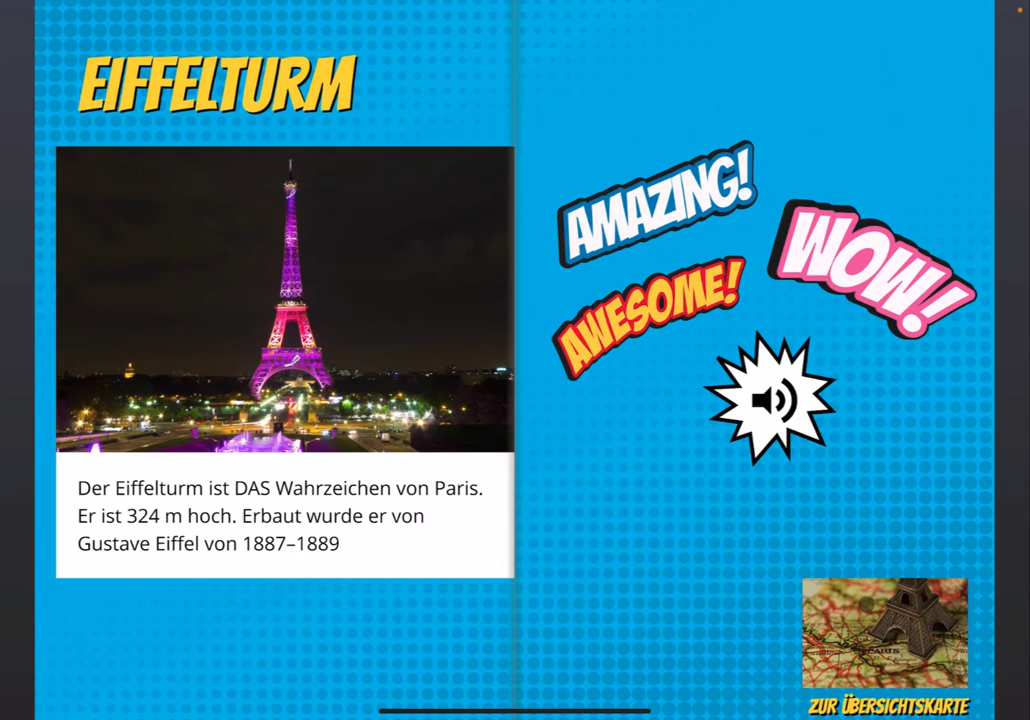 EIFFELTURM
Der Eiffelturm ist DAS Wahrzeichen von Paris.
Er ist 324 m hoch. Erbaut wurde er von
Gustave Eiffel von 1887–1889
AMAZING!
WOW!
AWESOME!
PARIS
ZUR ÜBERSICHTSKARTE